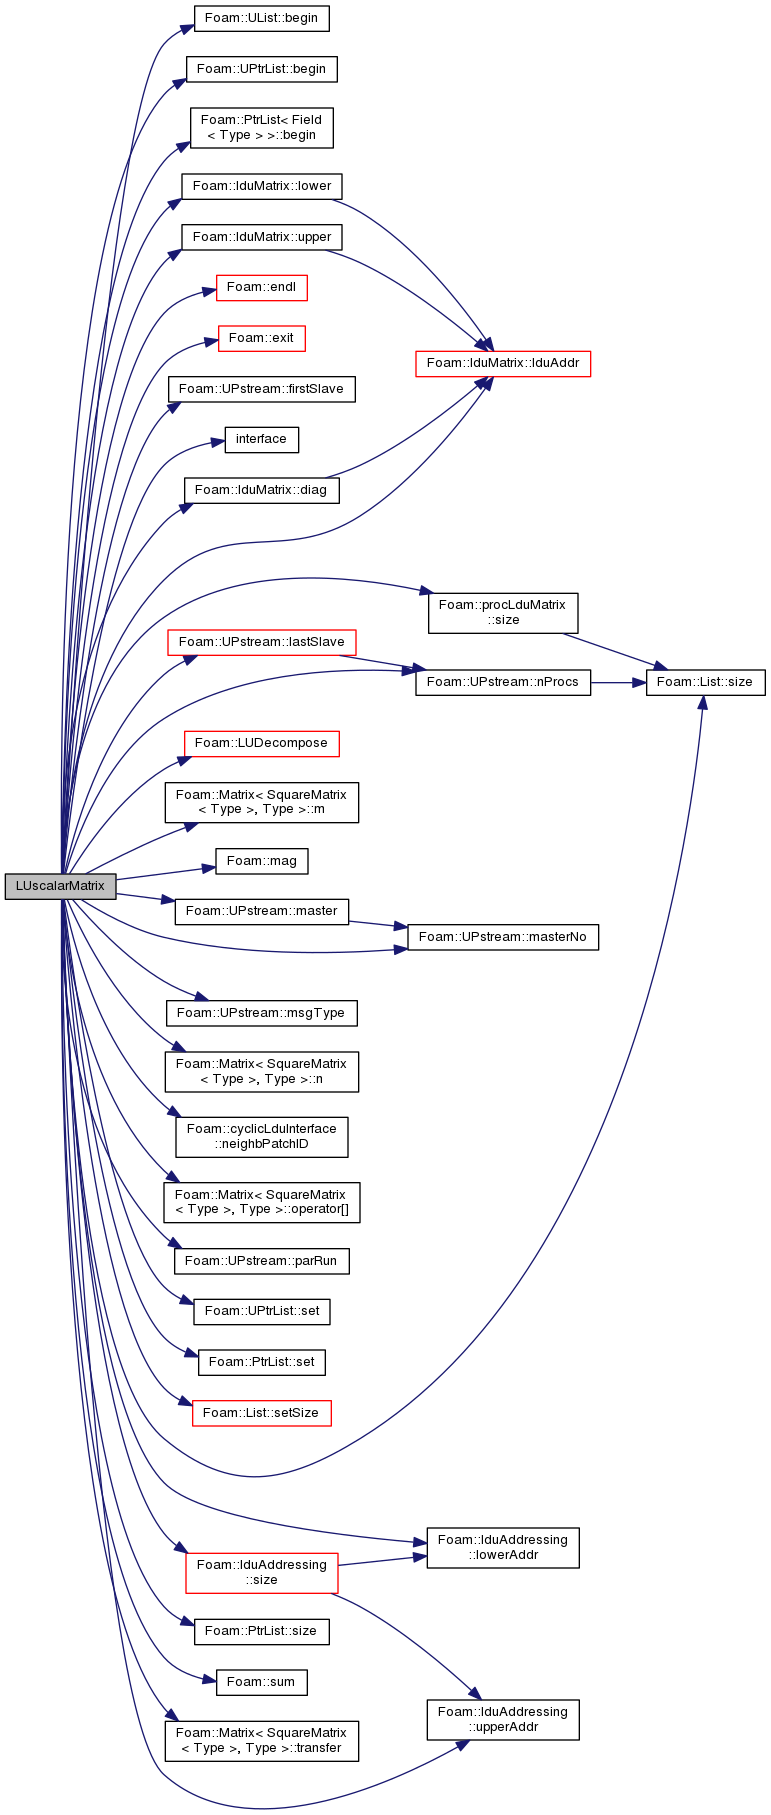 Foam::UList::begin
Foam::UPtrList::begin
Foam::PtrList< Field
< Type > >::begin
Foam::lduMatrix::lower
Foam::lduMatrix::upper
Foam::endl
Foam::exit
Foam::lduMatrix::lduAddr
Foam::UPstream::firstSlave
interface
Foam::lduMatrix::diag
Foam::procLduMatrix
::size
Foam::UPstream::lastSlave
Foam::UPstream::nProcs
Foam::List::size
Foam::LUDecompose
Foam::Matrix< SquareMatrix
< Type >, Type >::m
Foam::mag
LUscalarMatrix
Foam::UPstream::master
Foam::UPstream::masterNo
Foam::UPstream::msgType
Foam::Matrix< SquareMatrix
< Type >, Type >::n
Foam::cyclicLduInterface
::neighbPatchID
Foam::Matrix< SquareMatrix
< Type >, Type >::operator[]
Foam::UPstream::parRun
Foam::UPtrList::set
Foam::PtrList::set
Foam::List::setSize
Foam::lduAddressing
::lowerAddr
Foam::lduAddressing
::size
Foam::PtrList::size
Foam::sum
Foam::lduAddressing
::upperAddr
Foam::Matrix< SquareMatrix
< Type >, Type >::transfer